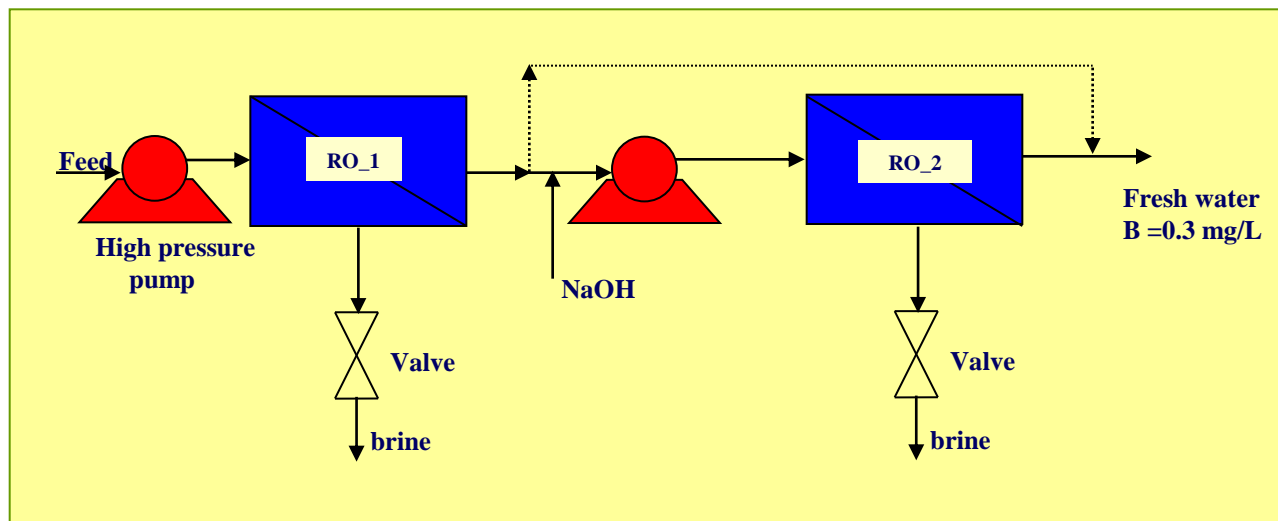 Feed
RO_1
RO_2
High pressure
pump
NaOH
Fresh water
B =0.3 mg/L
Valve
Valve
brine
brine